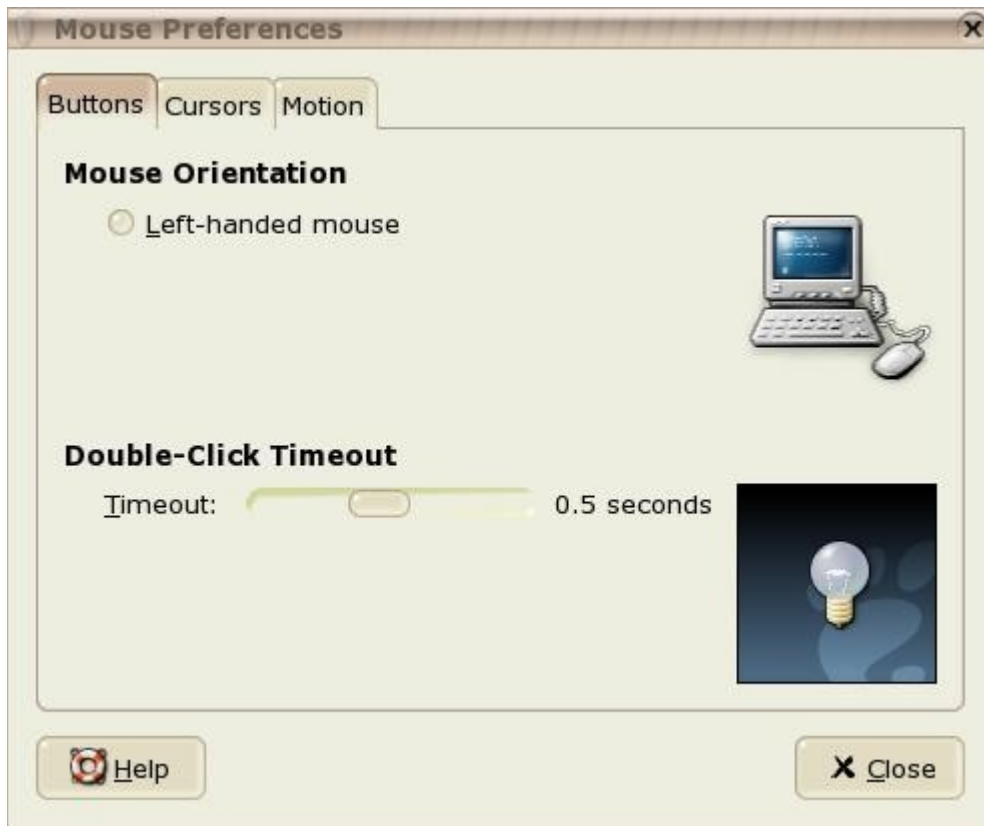 Mouse Preferences
Buttons Cursors Motion
Mouse Orientation
Left-handed mouse
Double-Click Timeout
Timeout: 0.5 seconds
Help Close